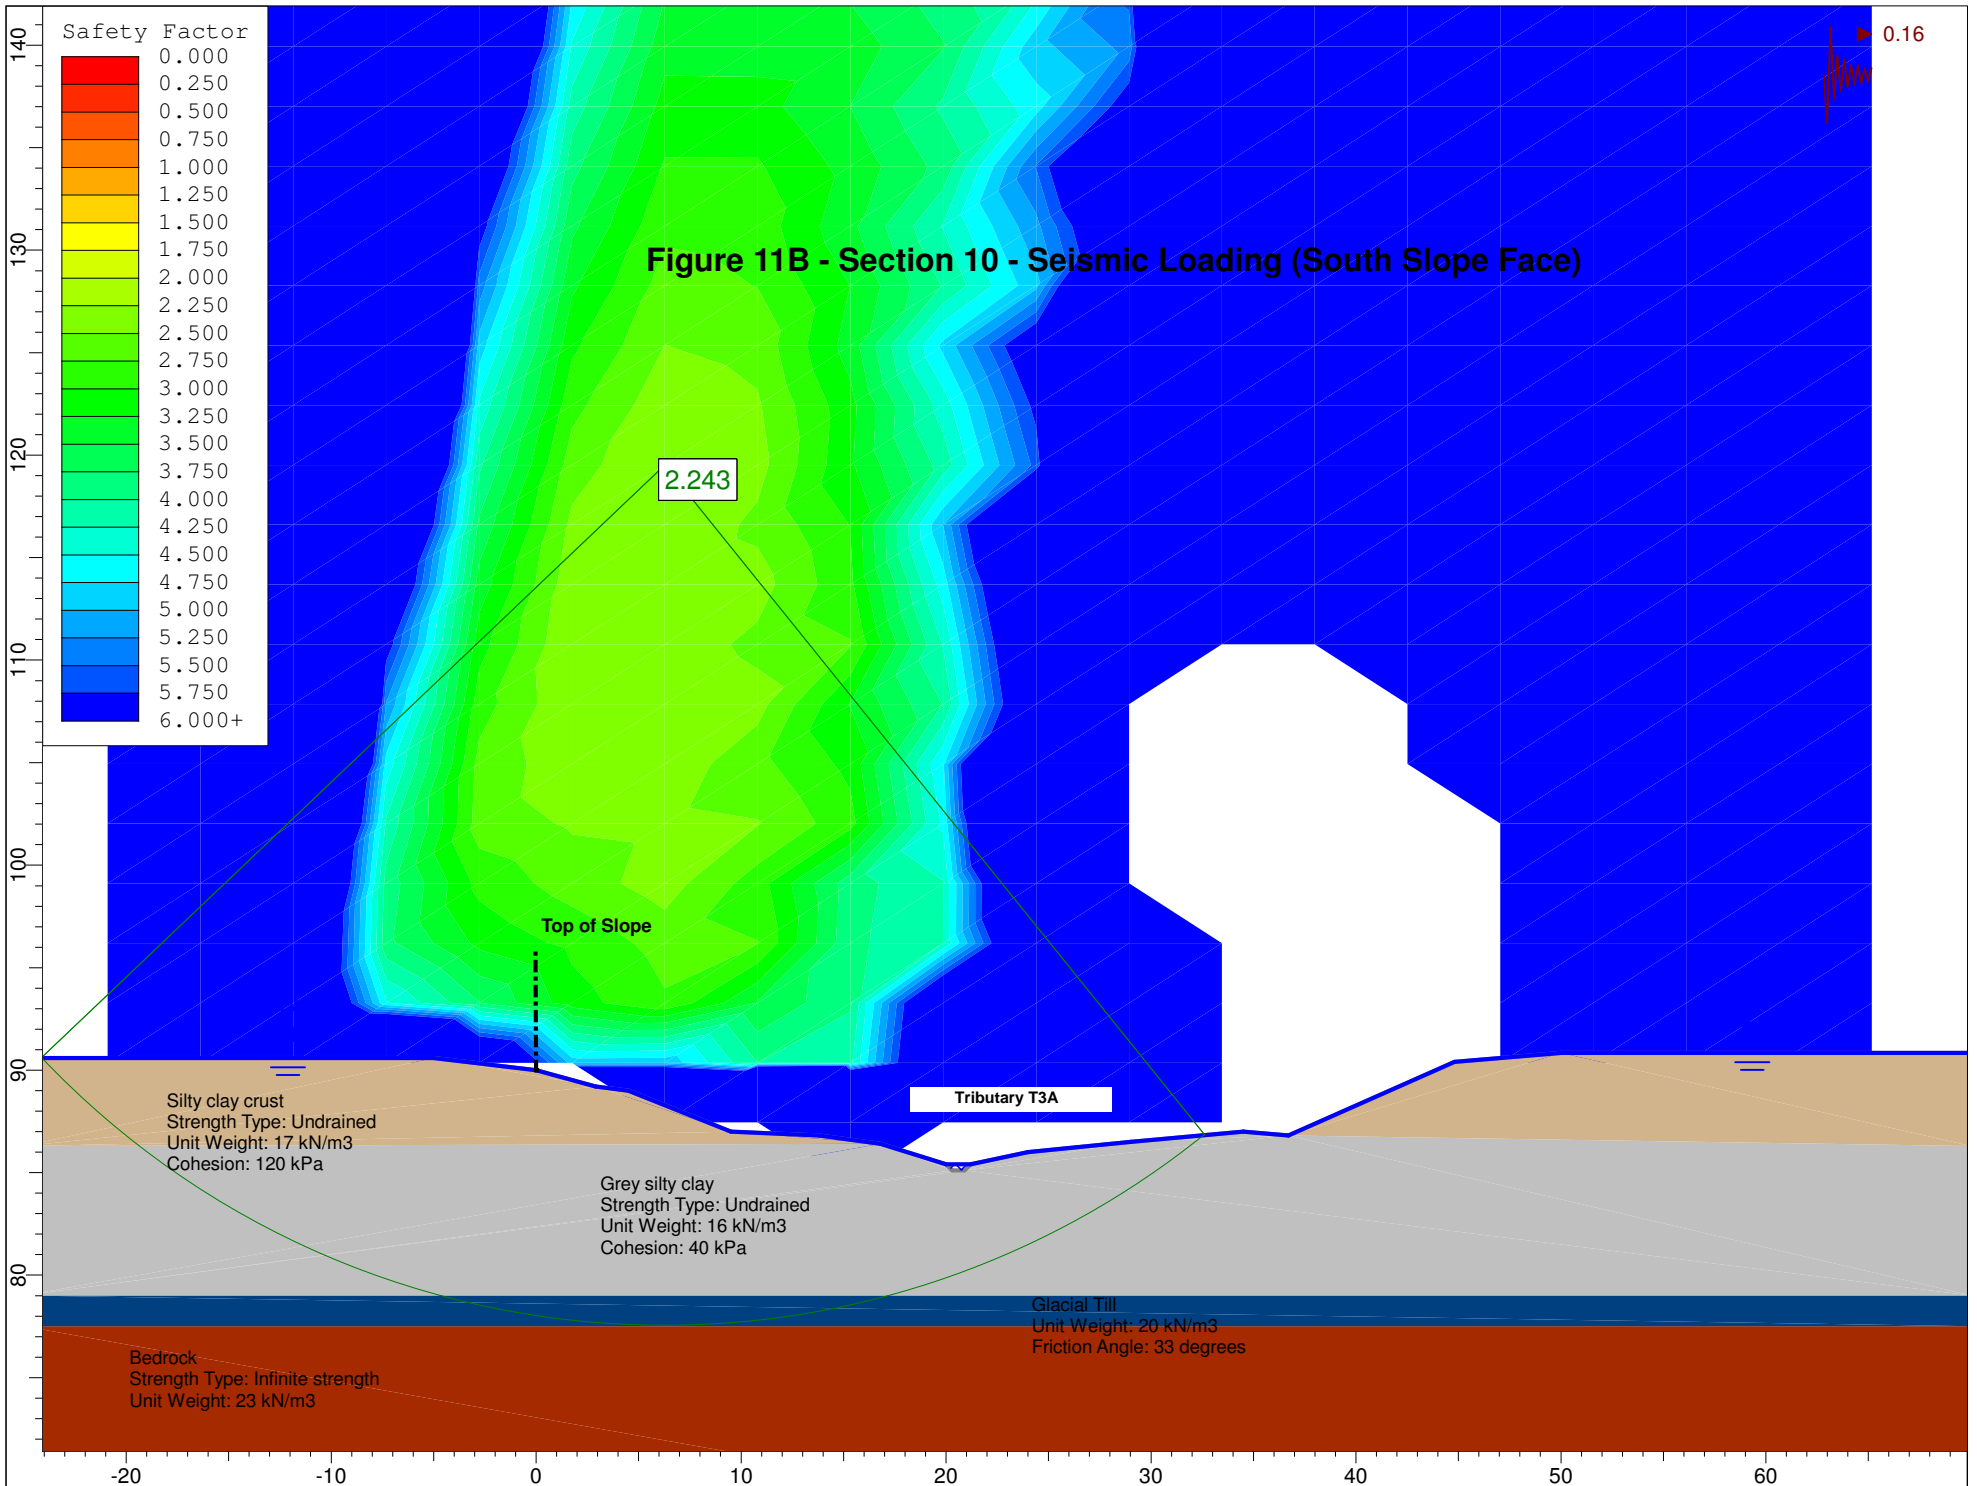 Safety Factor
0.000
0.250
0.500
0.750
1.000
1.250
1.500
1.750
2.000
2.250
2.500
2.750
3.000
3.250
3.500
3.750
4.000
4.250
4.500
4.750
5.000
5.250
5.500
5.750
6.000+
0.16
Figure 11B - Section 10 - Seismic Loading (South Slope Face)
2.243
Top of Slope
Tributary T3A
Silty clay crust
Strength Type: Undrained
Unit Weight: 17 kN/m3
Cohesion: 120 kPa
Grey silty clay
Strength Type: Undrained
Unit Weight: 16 kN/m3
Cohesion: 40 kPa
Glacial Till
Unit Weight: 20 kN/m3
Friction Angle: 33 degrees
Bedrock
Strength Type: Infinite strength
Unit Weight: 23 kN/m3
140
130
120
110
100
90
80
-20
-10
0
10
20
30
40
50
60